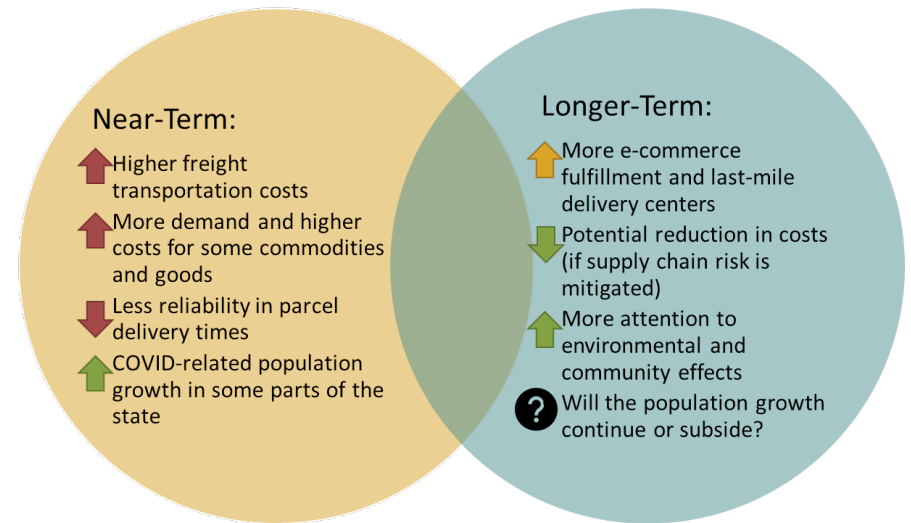 Near-Term:
Higher freight
transportation costs
More demand and higher
costs for some commodities
and goods
Less reliability in parcel
delivery times
COVID-related population
growth in some parts of the
state
Longer-Term:
More e-commerce
fulfillment and last-mile
delivery centers
Potential reduction in costs
(if supply chain risk is
mitigated)
More attention to
environmental and
community effects
?
Will the population growth
continue or subside?